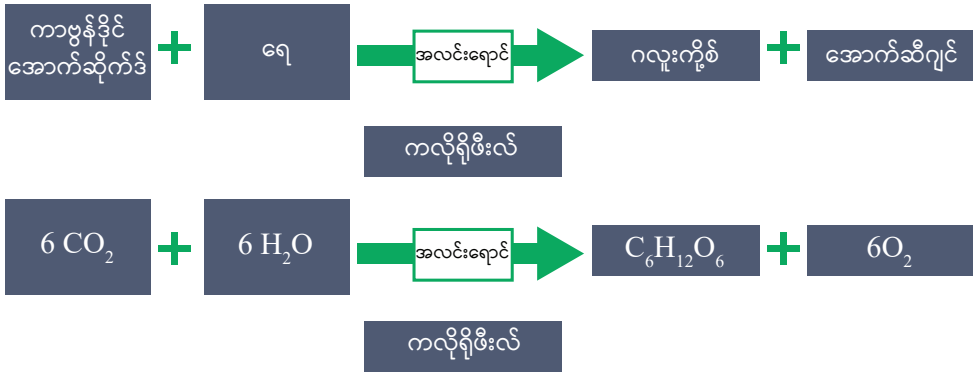 ကာဗွန်ဒိုင်
အောက်ဆိုက်ဒ် + ရေ အလင်းရောင် ဂလူးကို့စ် + အောက်ဆီဂျင်
ကလိုရိုဖီးလ်
6 CO₂ + 6 H₂O အလင်းရောင် C₆H₁₂O₆ + 6O₂
ကလိုရိုဖီးလ်